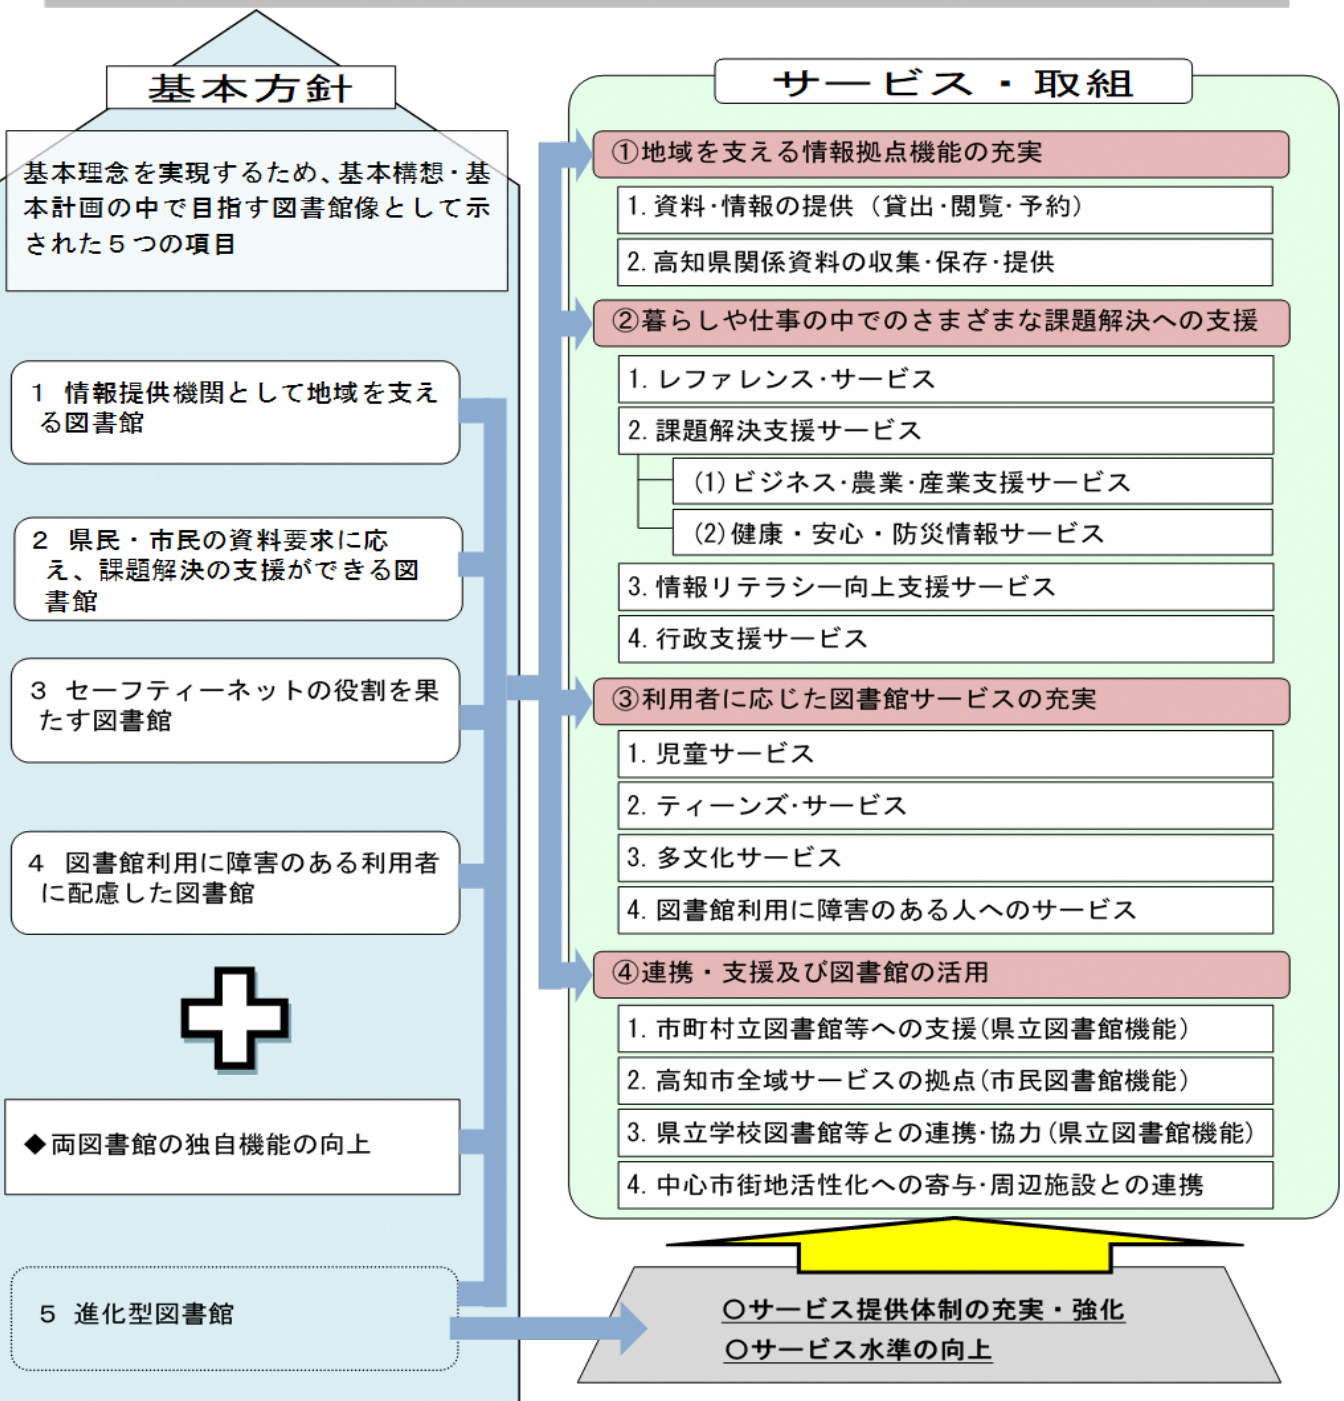 基本方針
基本理念を実現するため、基本構想・基
本計画の中で目指す図書館像として示
された５つの項目
１ 情報提供機関として地域を支え
る図書館
２ 県民・市民の資料要求に応
え、課題解決の支援ができる図
書館
３ セーフティーネットの役割を果
たす図書館
４ 図書館利用に障害のある利用者
に配慮した図書館
◆両図書館の独自機能の向上
５ 進化型図書館
サービス・取組
①地域を支える情報拠点機能の充実
1. 資料・情報の提供（貸出・閲覧・予約）
2. 高知県関係資料の収集・保存・提供
②暮らしや仕事の中でのさまざまな課題解決への支援
1. レファレンス・サービス
2. 課題解決支援サービス
(1)ビジネス・農業・産業支援サービス
(2)健康・安心・防災情報サービス
3. 情報リテラシー向上支援サービス
4. 行政支援サービス
③利用者に応じた図書館サービスの充実
1. 児童サービス
2. ティーンズ・サービス
3. 多文化サービス
4. 図書館利用に障害のある人へのサービス
④連携・支援及び図書館の活用
1. 市町村立図書館等への支援(県立図書館機能)
2. 高知市全域サービスの拠点(市民図書館機能)
3. 県立学校図書館等との連携・協力(県立図書館機能)
4. 中心市街地活性化への寄与・周辺施設との連携
〇サービス提供体制の充実・強化
〇サービス水準の向上